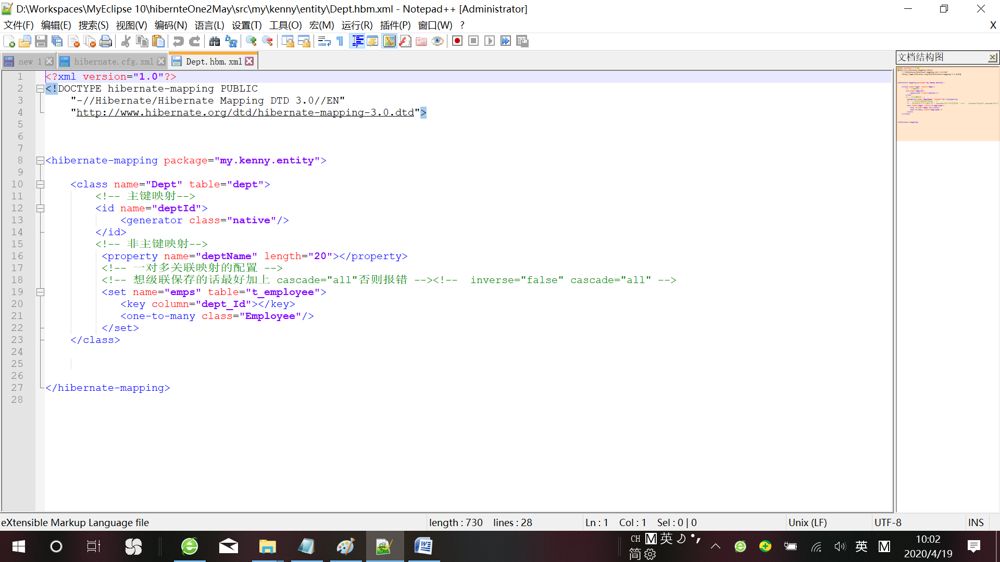 D:\Workspaces\MyEclipse 10\hibernteOne2May\src\my\kenny\entity\Dept.hbm.xml - Notepad++ [Administrator]
文件(F) 编辑(E) 搜索(S) 视图(V) 编码(N) 语言(L) 设置(T) 工具(O) 宏(M) 运行(R) 插件(P) 窗口(W) ? X
new 1 hibernate.cfg.xml Dept.hbm.xml
文档结构图
1 <?xml version="1.0"?>
2 <!DOCTYPE hibernate-mapping PUBLIC
3 "-//Hibernate/Hibernate Mapping DTD 3.0//EN"
4 "http://www.hibernate.org/dtd/hibernate-mapping-3.0.dtd">
5
6
7
8 <hibernate-mapping package="my.kenny.entity">
9
10 <class name="Dept" table="dept">
11 <!-- 主键映射-->
12 <id name="deptId">
13 <generator class="native"/>
14 </id>
15 <!-- 非主键映射-->
16 <property name="deptName" length="20"></property>
17 <!-- 一对多关联映射的配置 -->
18 <!-- 想级联保存的话最好加上 cascade="all"否则报错 --><!--  inverse="false" cascade="all" -->
19 <set name="emps" table="t_employee">
20 <key column="dept_Id"></key>
21 <one-to-many class="Employee"/>
22 </set>
23 </class>
24
25
26
27 </hibernate-mapping>
28
eXtensible Markup Language file length : 730 lines : 28 Ln : 1 Col : 1 Sel : 0 | 0 Unix (LF) UTF-8 INS
CH M 英
简
英 M
10:02
2020/4/19